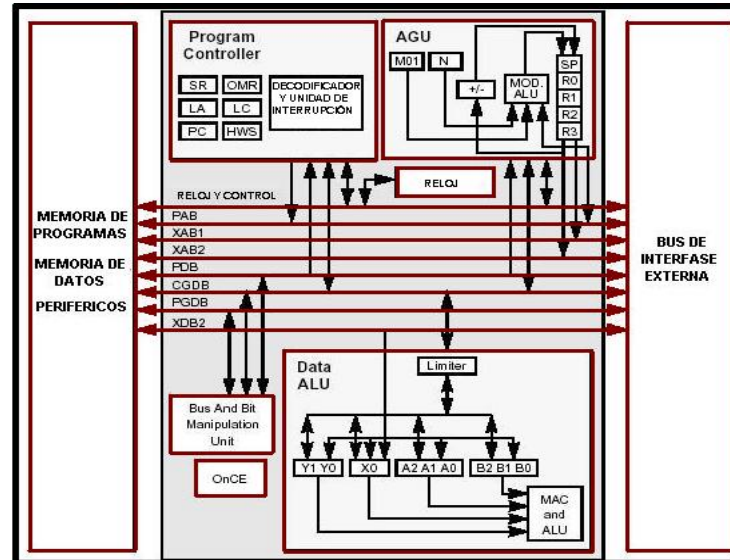 Program
Controller
SR
OMR
LA
LC
PC
HWS
DECODIFICADOR
Y UNIDAD DE
INTERRUPCIÓN
AGU
M01
N
+/-
MOD.
ALU
SP
R0
R1
R2
R3
RELOJ
MEMORIA DE
PROGRAMAS
MEMORIA DE
DATOS
PERIFERICOS
RELOJ Y CONTROL
PAB
XAB1
XAB2
PDB
CGDB
PGDB
XDB2
BUS DE
INTERFASE
EXTERNA
Bus And Bit
Manipulation
Unit
OnCE
Data
ALU
Limiter
Y1 Y0
X0
A2 A1 A0
B2 B1 B0
MAC
and
ALU